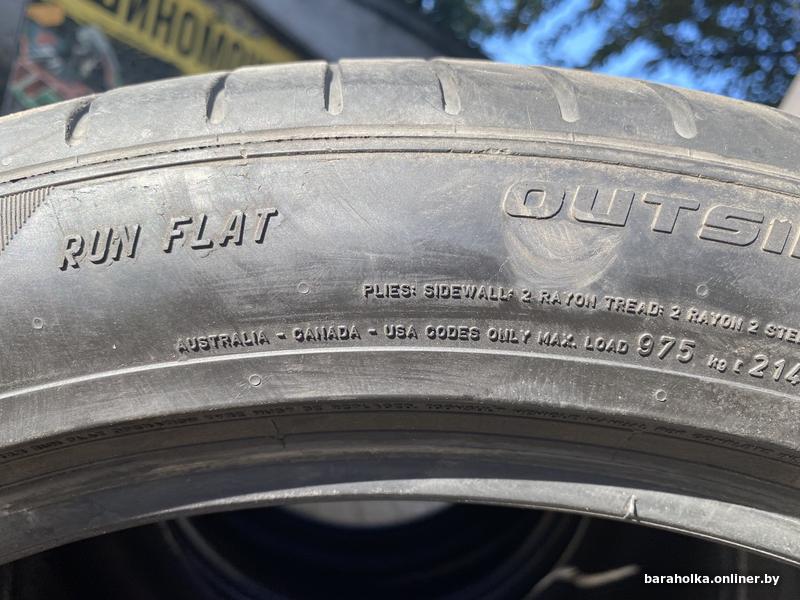 RUN FLAT
OUTSI
PLIES: SIDEWALL: 2 RAYON TREAD: 2 RAYON 2 STE
AUSTRALIA - CANADA - USA CODES ONLY MAX. LOAD 975 kg ( 214
baraholka.onliner.by